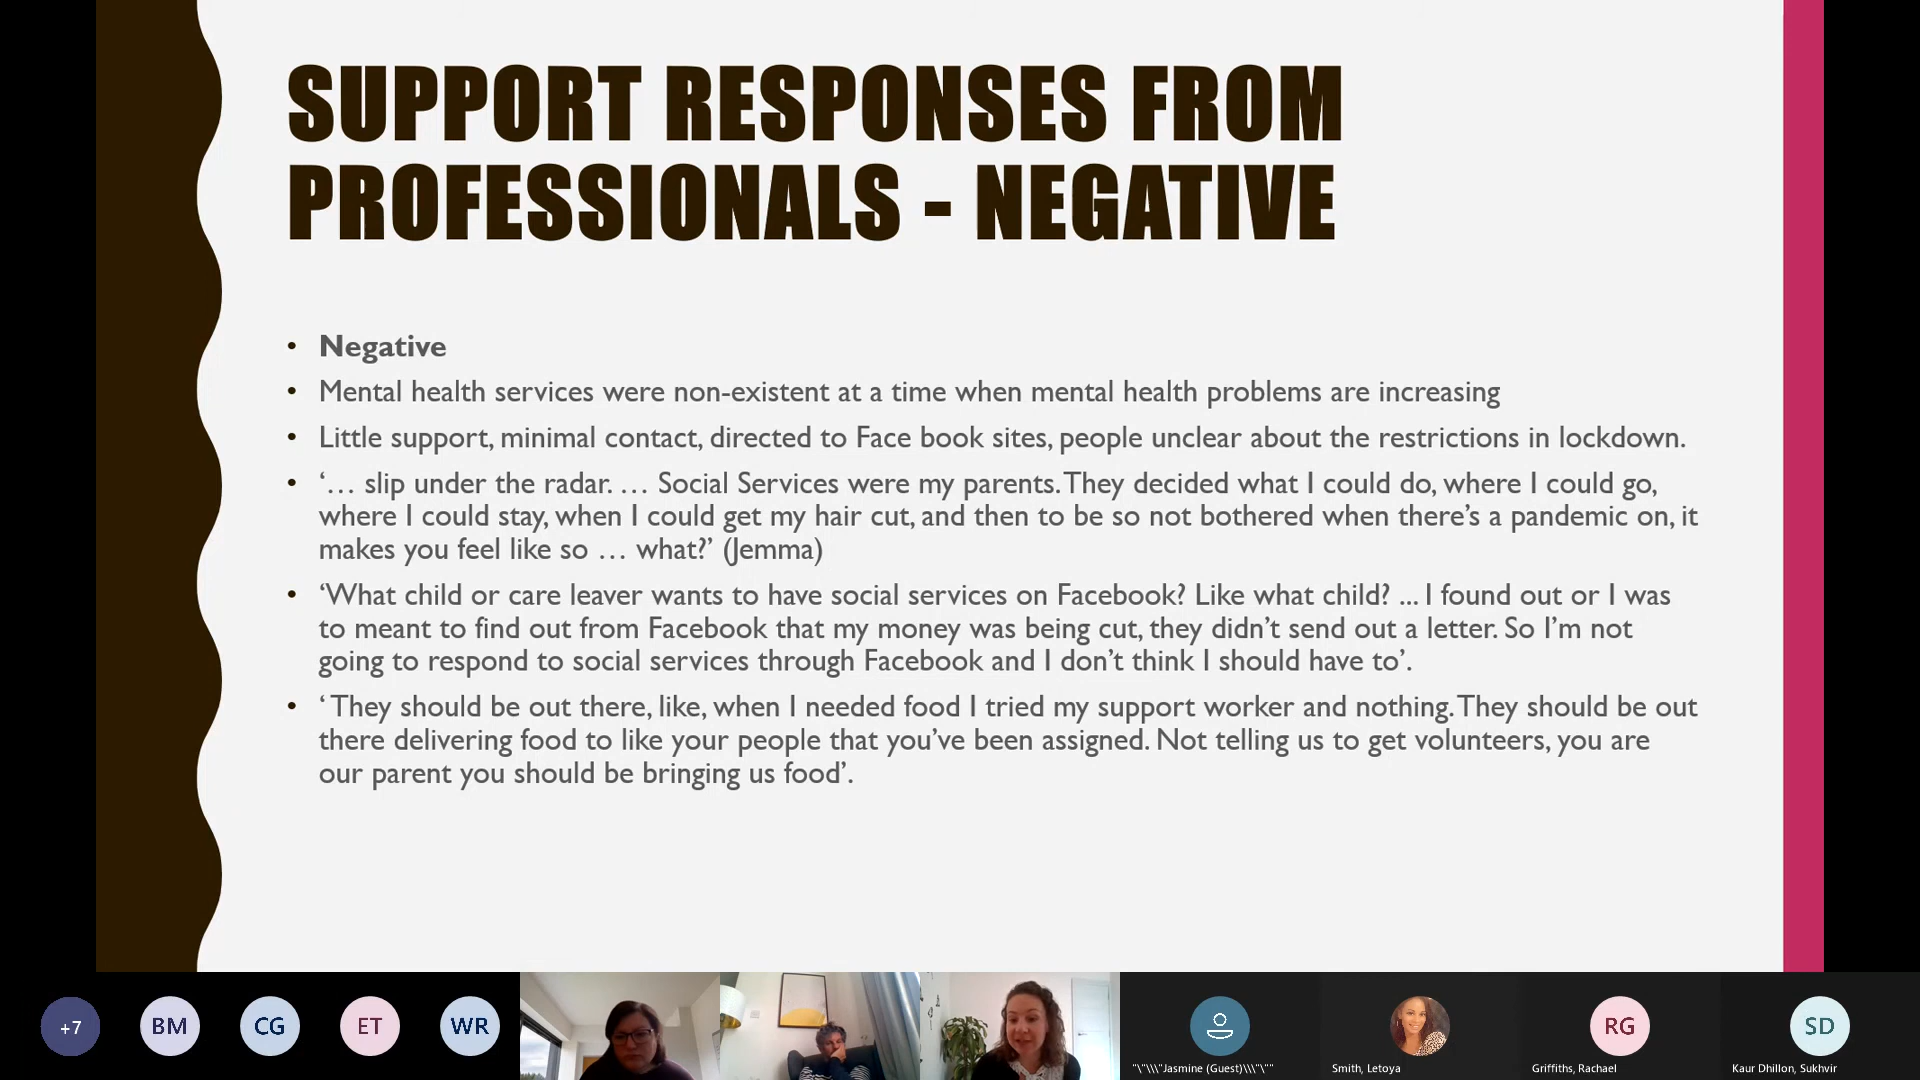 SUPPORT RESPONSES FROM
PROFESSIONALS - NEGATIVE
• Negative
• Mental health services were non-existent at a time when mental health problems are increasing
• Little support, minimal contact, directed to Face book sites, people unclear about the restrictions in lockdown.
• ‘… slip under the radar. … Social Services were my parents. They decided what I could do, where I could go,
where I could stay, when I could get my hair cut, and then to be so not bothered when there’s a pandemic on, it
makes you feel like so … what?’ (Jemma)
• ‘What child or care leaver wants to have social services on Facebook? Like what child? ... I found out or I was
to meant to find out from Facebook that my money was being cut, they didn’t send out a letter. So I’m not
going to respond to social services through Facebook and I don’t think I should have to’.
• ‘ They should be out there, like, when I needed food I tried my support worker and nothing. They should be out
there delivering food to like your people that you’ve been assigned. Not telling us to get volunteers, you are
our parent you should be bringing us food’.
+7
BM
CG
ET
WR
RG
SD
"\"\\\"Jasmine (Guest)\\\"\""
Smith, Letoya
Griffiths, Rachael
Kaur Dhillon, Sukhvir